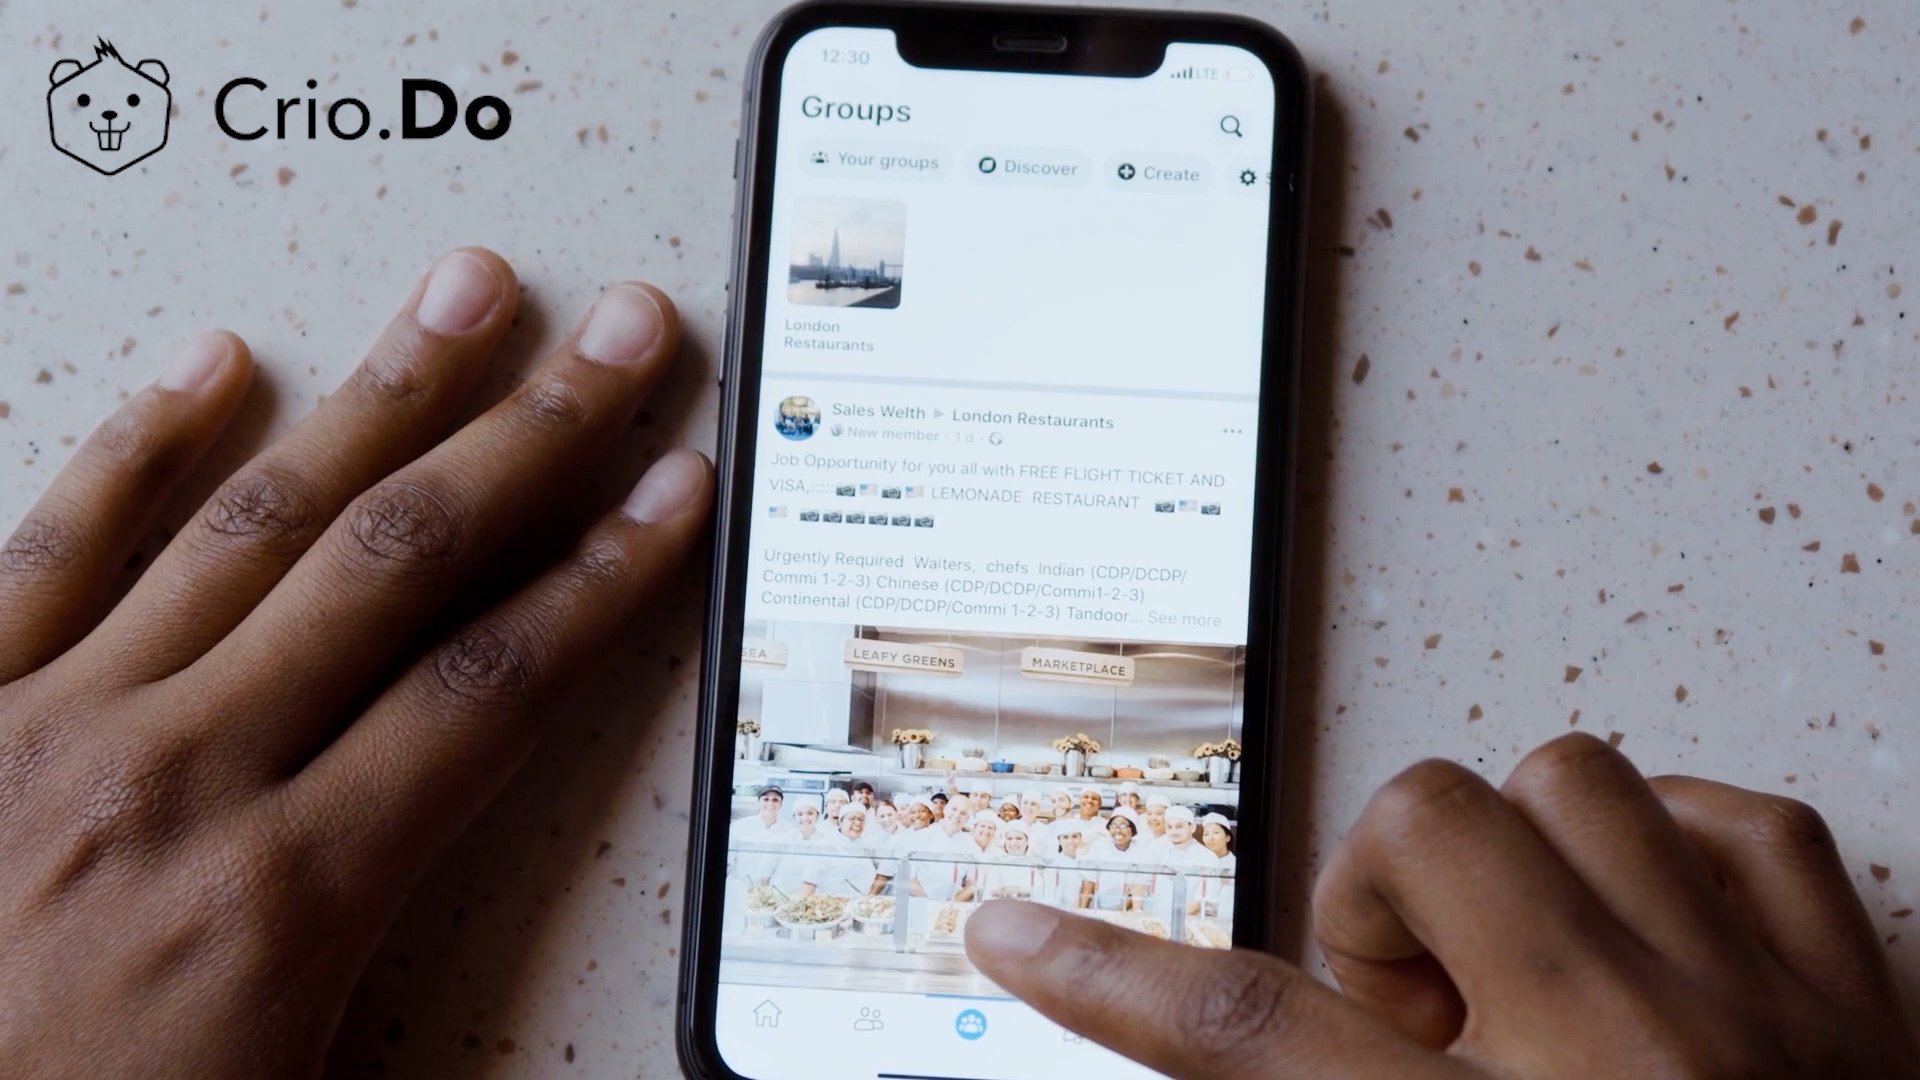 Crio.Do
12:30
LTE
Groups
Your groups
Discover
Create
London
Restaurants
Sales Welth ▶ London Restaurants
New member · 1 d ·
Job Opportunity for you all with FREE FLIGHT TICKET AND
VISA,::::: LEMONADE RESTAURANT
Urgently Required Waiters, chefs Indian (CDP/DCDP/
Commi 1-2-3) Chinese (CDP/DCDP/Commi1-2-3)
Continental (CDP/DCDP/Commi 1-2-3) Tandoor... See more
SEA
LEAFY GREENS
MARKETPLACE